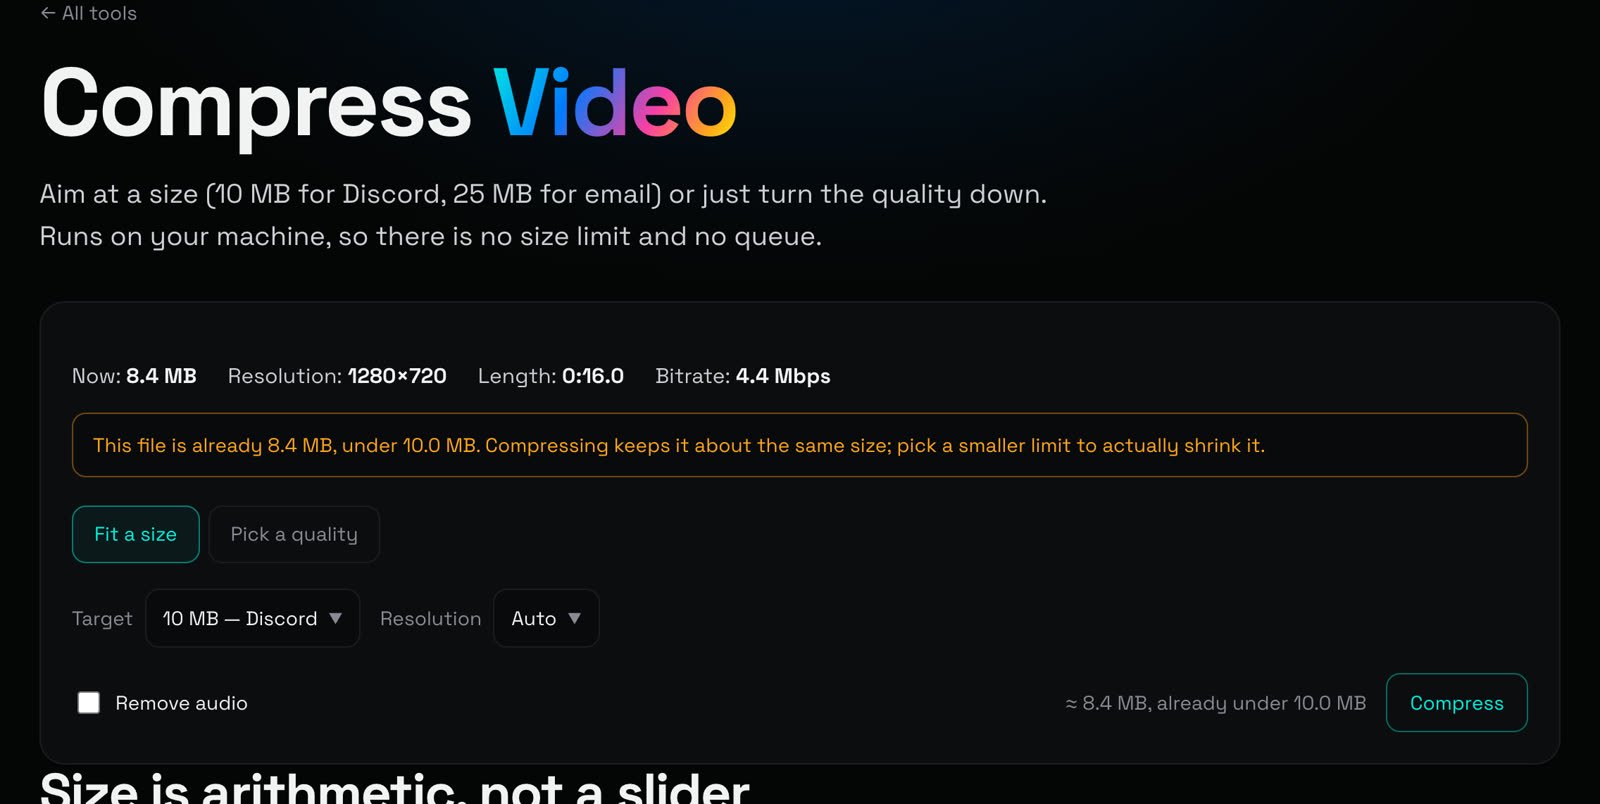 ← All tools
Compress Video
Aim at a size (10 MB for Discord, 25 MB for email) or just turn the quality down.
Runs on your machine, so there is no size limit and no queue.
Now: 8.4 MB Resolution: 1280×720 Length: 0:16.0 Bitrate: 4.4 Mbps
This file is already 8.4 MB, under 10.0 MB. Compressing keeps it about the same size; pick a smaller limit to actually shrink it.
Fit a size Pick a quality
Target 10 MB — Discord ▼ Resolution Auto ▼
Remove audio ≈ 8.4 MB, already under 10.0 MB Compress
Size is arithmetic, not a slider